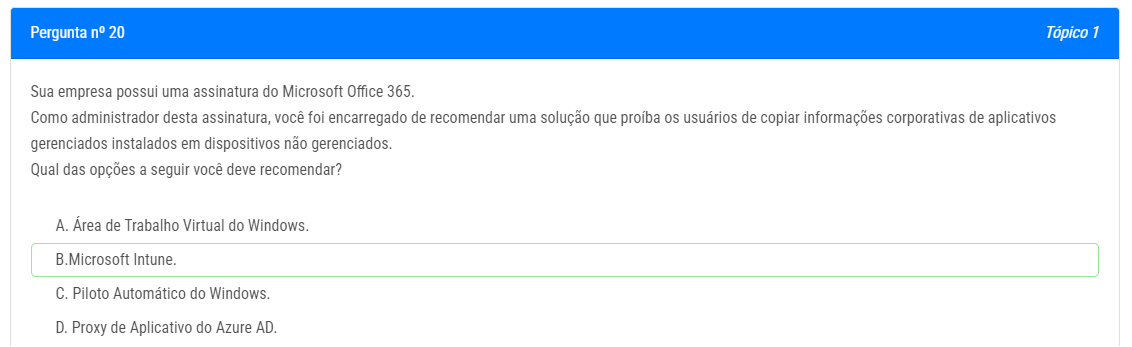 Pergunta nº 20
Tópico 1
Sua empresa possui uma assinatura do Microsoft Office 365.
Como administrador desta assinatura, você foi encarregado de recomendar uma solução que proíba os usuários de copiar informações corporativas de aplicativos
gerenciados instalados em dispositivos não gerenciados.
Qual das opções a seguir você deve recomendar?
A. Área de Trabalho Virtual do Windows.
B.Microsoft Intune.
C. Piloto Automático do Windows.
D. Proxy de Aplicativo do Azure AD.